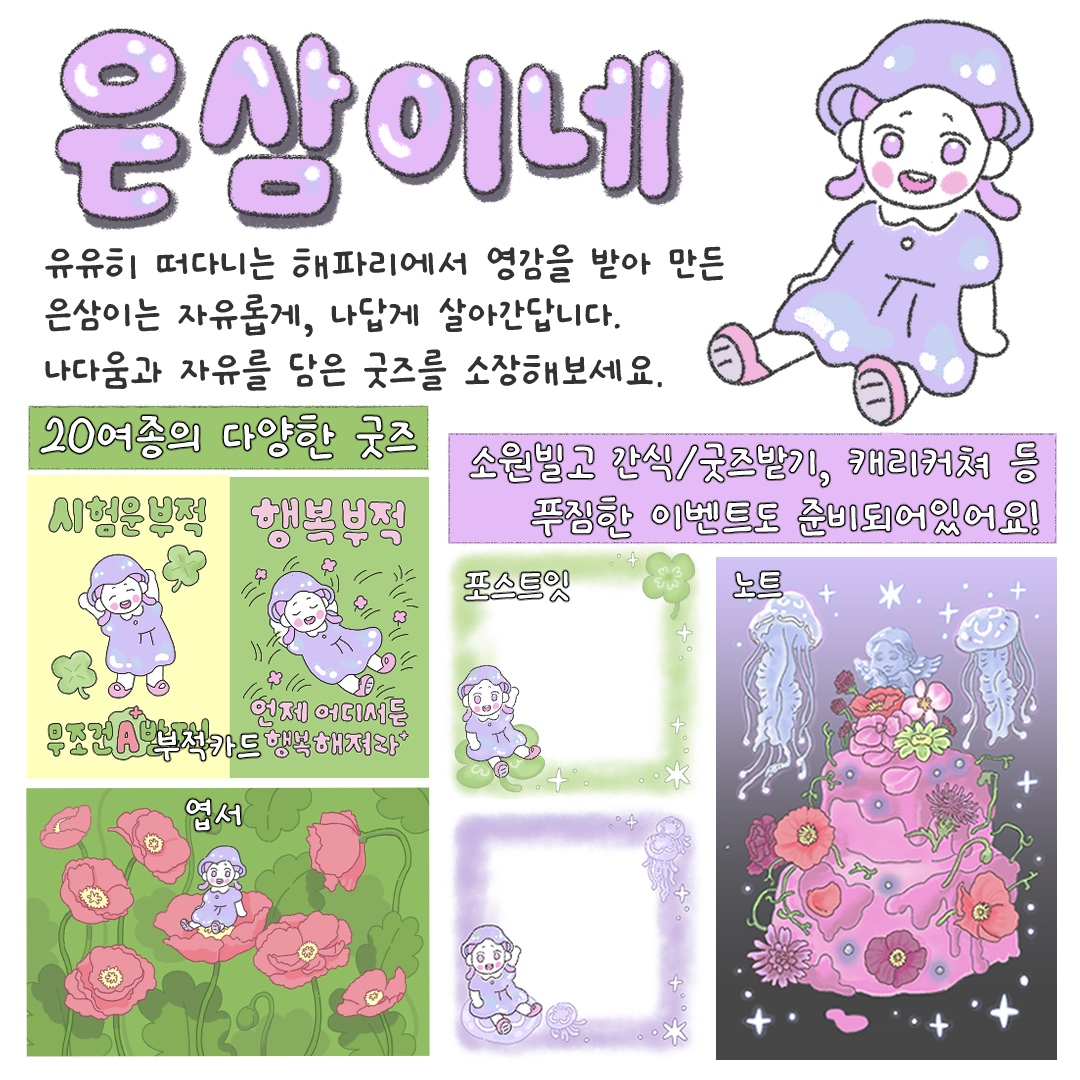 은삼이네
유유히 떠다니는 해파리에서 영감을 받아 만든
은삼이는 자유롭게, 나답게 살아간답니다.
나다움과 자유를 담은 굿즈를 소장해보세요.
20여종의 다양한 굿즈
시험운부적
무조건 A+받적
행복부적
언제 어디서든
행복해져라
부적카드
엽서
소원빌고 간식/굿즈받기, 캐리커쳐 등
푸짐한 이벤트도 준비되어있어요!
포스트잇
노트